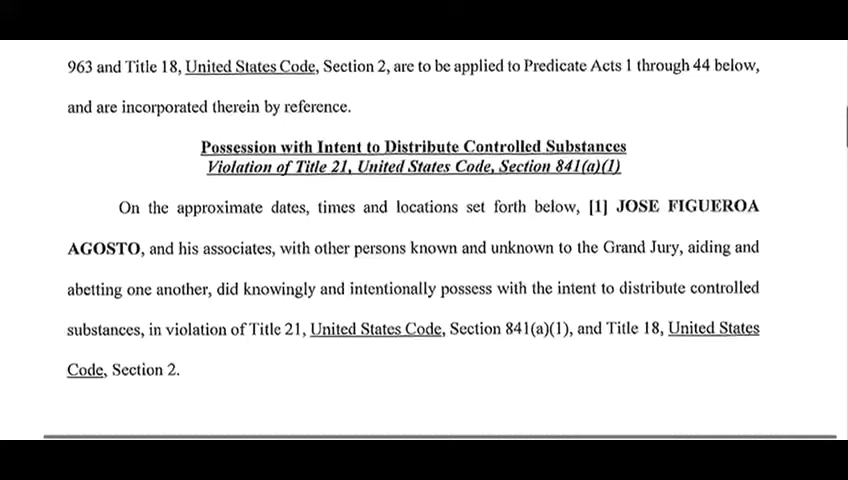 963 and Title 18, United States Code, Section 2, are to be applied to Predicate Acts 1 through 44 below,
and are incorporated therein by reference.
Possession with Intent to Distribute Controlled Substances
Violation of Title 21, United States Code, Section 841(a)(1)
On the approximate dates, times and locations set forth below, [1] JOSE FIGUEROA
AGOSTO, and his associates, with other persons known and unknown to the Grand Jury, aiding and
abetting one another, did knowingly and intentionally possess with the intent to distribute controlled
substances, in violation of Title 21, United States Code, Section 841(a)(1), and Title 18, United States
Code, Section 2.